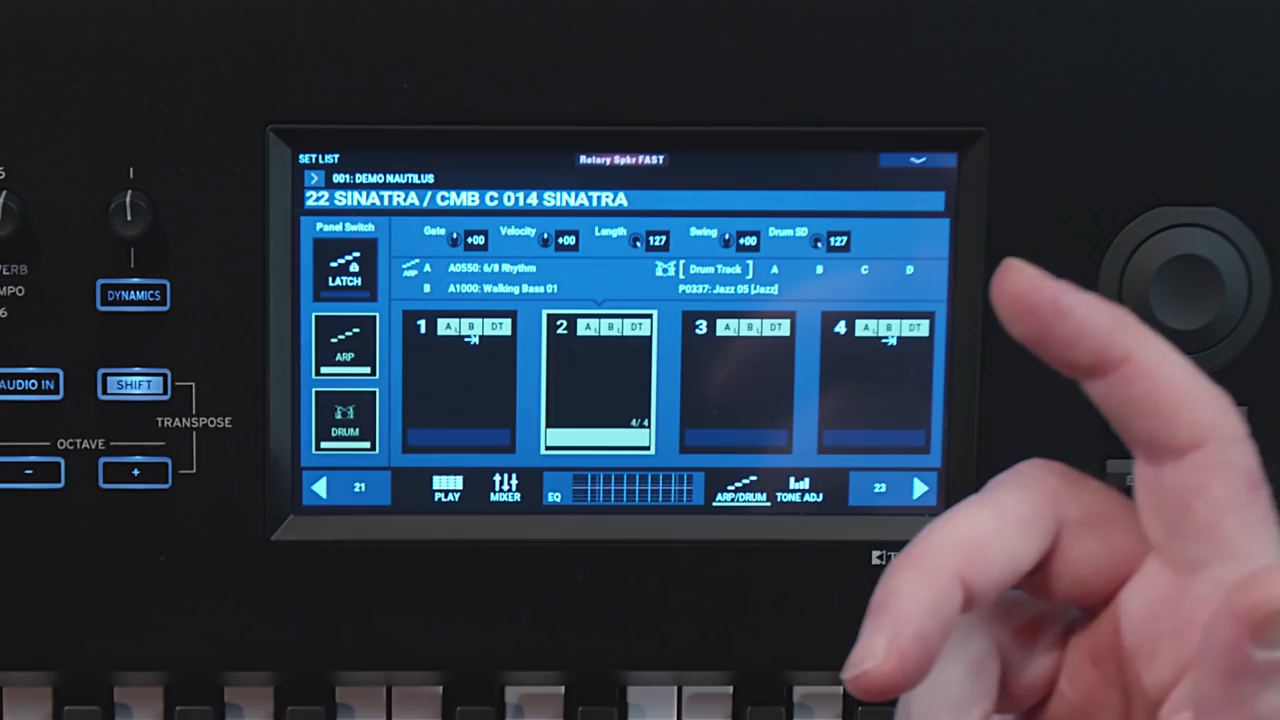 SET LIST
Rotary Spkr FAST
001: DEMO NAUTILUS
22 SINATRA / CMB C 014 SINATRA
Panel Switch
LATCH
ARP
DRUM
Gate +00 Velocity +00 Length 127 Swing +00 Drum SD 127
ARP A A0550: 6/8 Rhythm
B A1000: Walking Bass 01
[ Drum Track ] A B C D
P0337: Jazz 05 [Jazz]
1 A L B DT
2 A L B L DT
4/4
3 A L B L DT
4 A L B DT
21
PLAY
MIXER
EQ
ARP/DRUM
TONE ADJ
23
DYNAMICS
AUDIO IN
SHIFT
TRANSPOSE
OCTAVE
- +